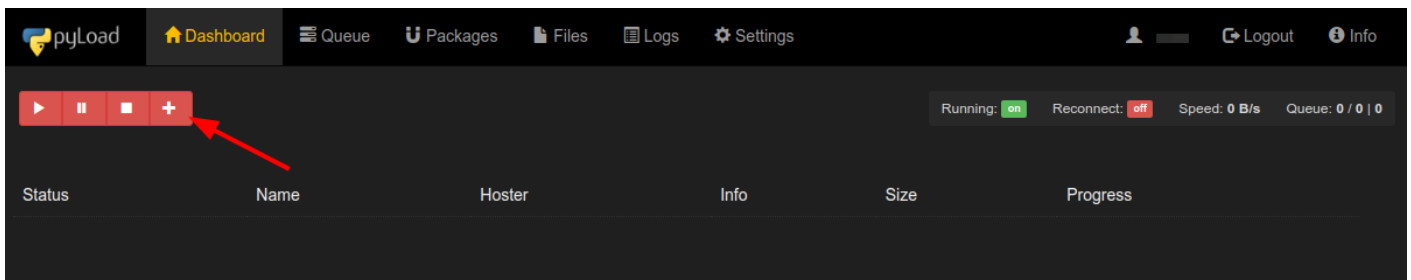 pyLoad Dashboard Queue Packages Files Logs Settings Logout Info
Running: on Reconnect: off Speed: 0 B/s Queue: 0 / 0 | 0
Status Name Hoster Info Size Progress